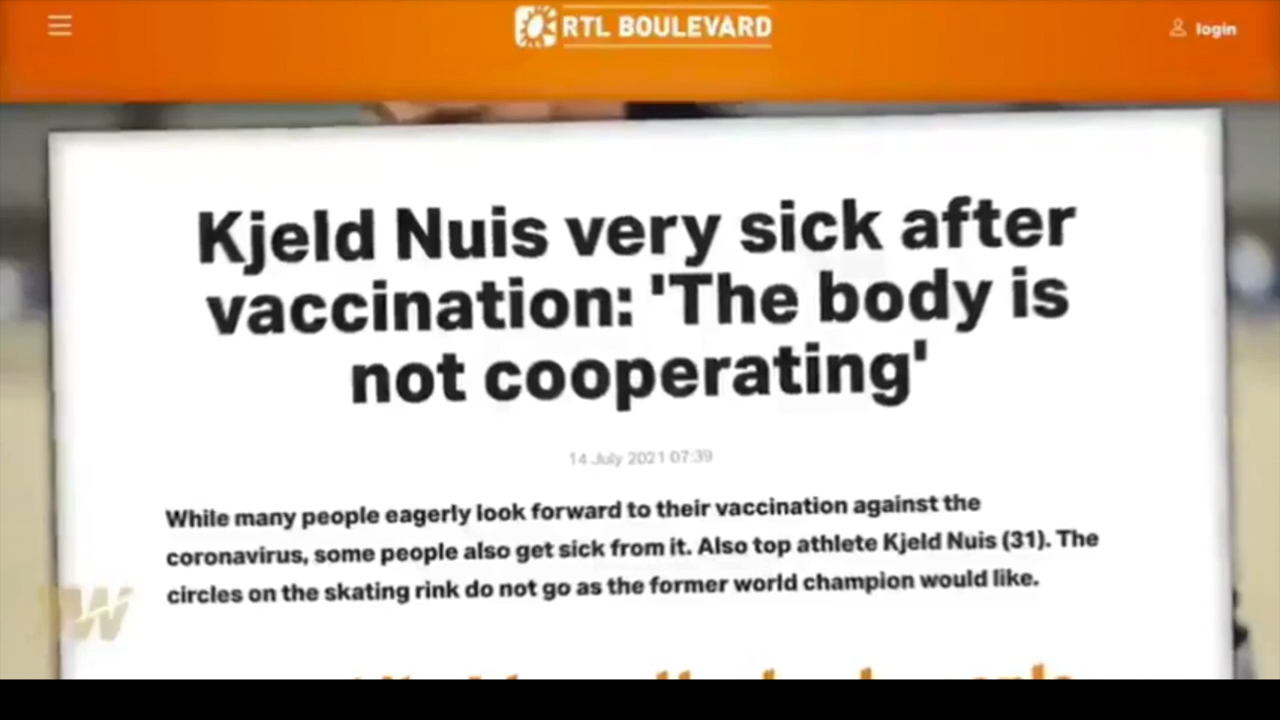 RTL BOULEVARD
login
Kjeld Nuis very sick after
vaccination: 'The body is
not cooperating'
14 July 2021 07:39
While many people eagerly look forward to their vaccination against the
coronavirus, some people also get sick from it. Also top athlete Kjeld Nuis (31). The
circles on the skating rink do not go as the former world champion would like.